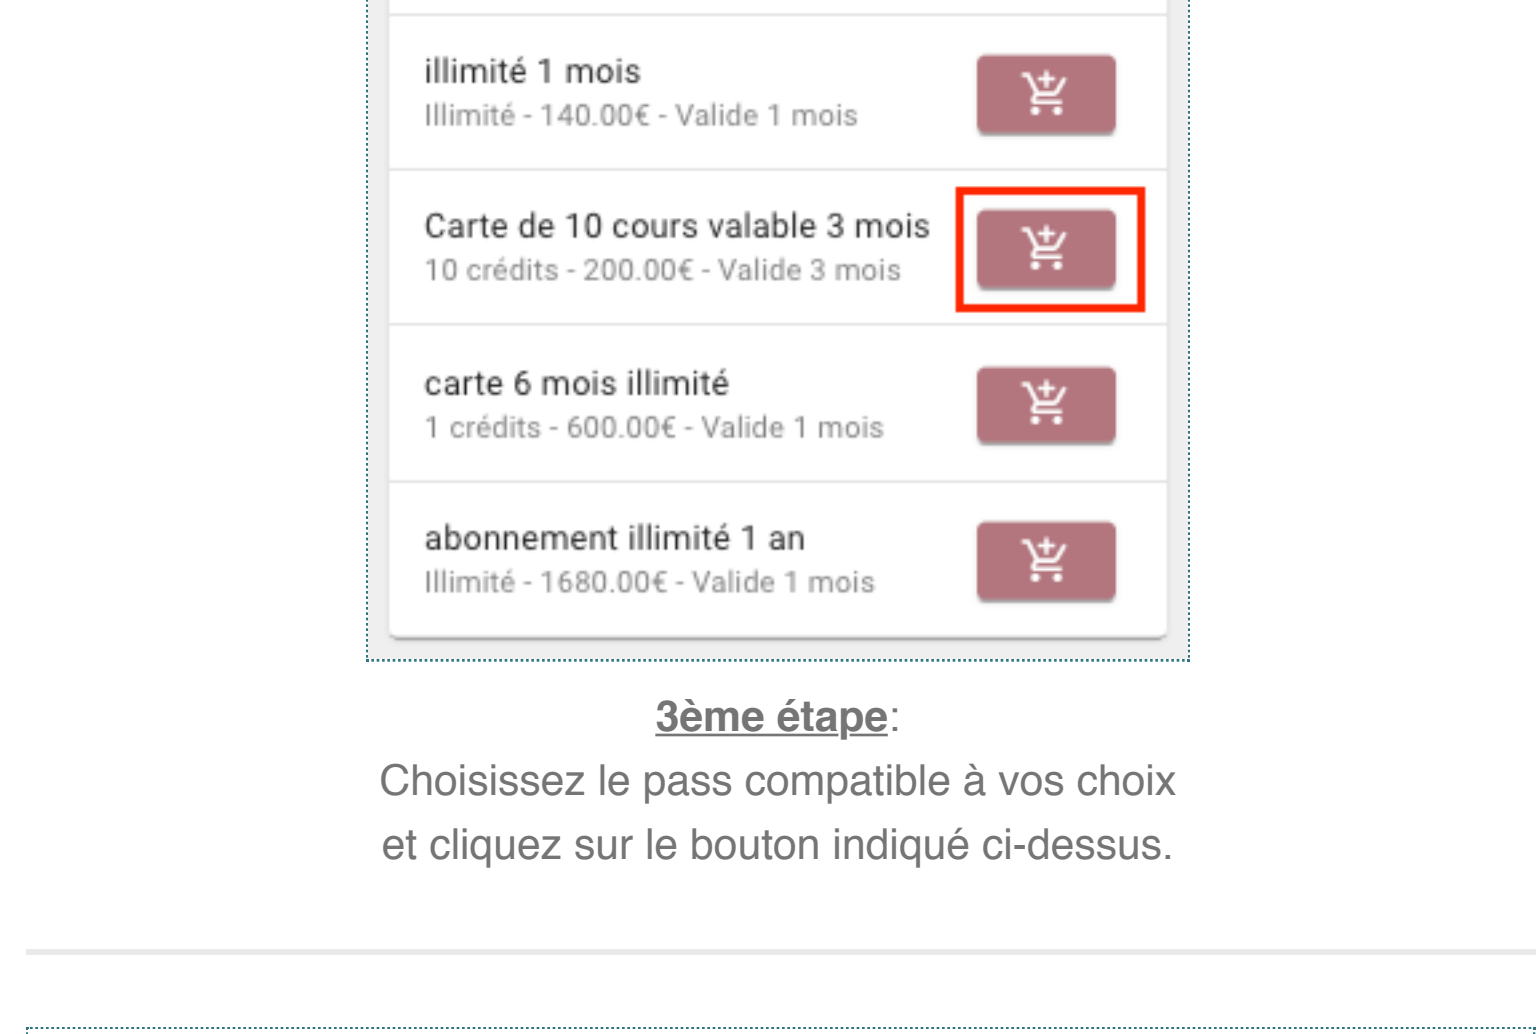 illimité 1 mois
Illimité - 140.00€ - Valide 1 mois
Carte de 10 cours valable 3 mois
10 crédits - 200.00€ - Valide 3 mois
carte 6 mois illimité
1 crédits - 600.00€ - Valide 1 mois
abonnement illimité 1 an
Illimité - 1680.00€ - Valide 1 mois
3ème étape:
Choisissez le pass compatible à vos choix
et cliquez sur le bouton indiqué ci-dessus.